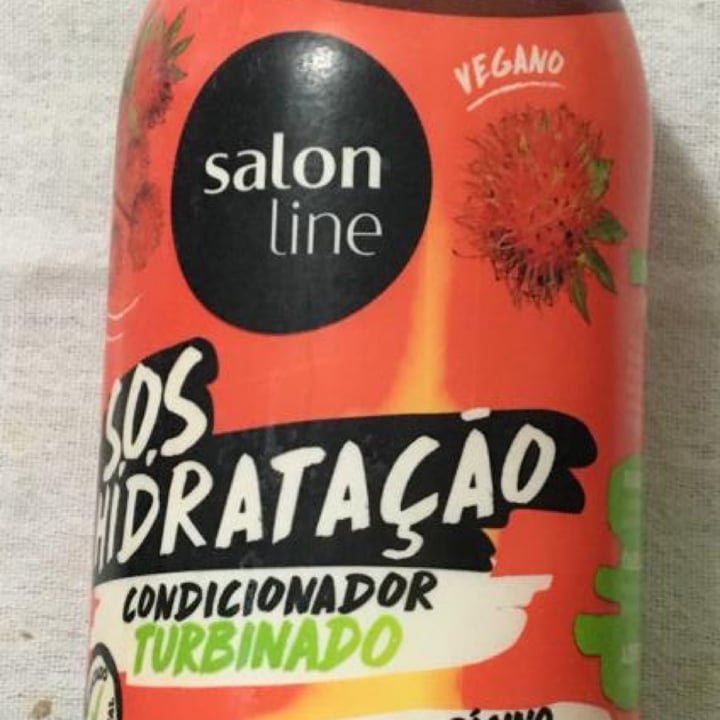 VEGANO
salon
line
S.O.S
HIDRATAÇÃO
CONDICIONADOR
TURBINADO